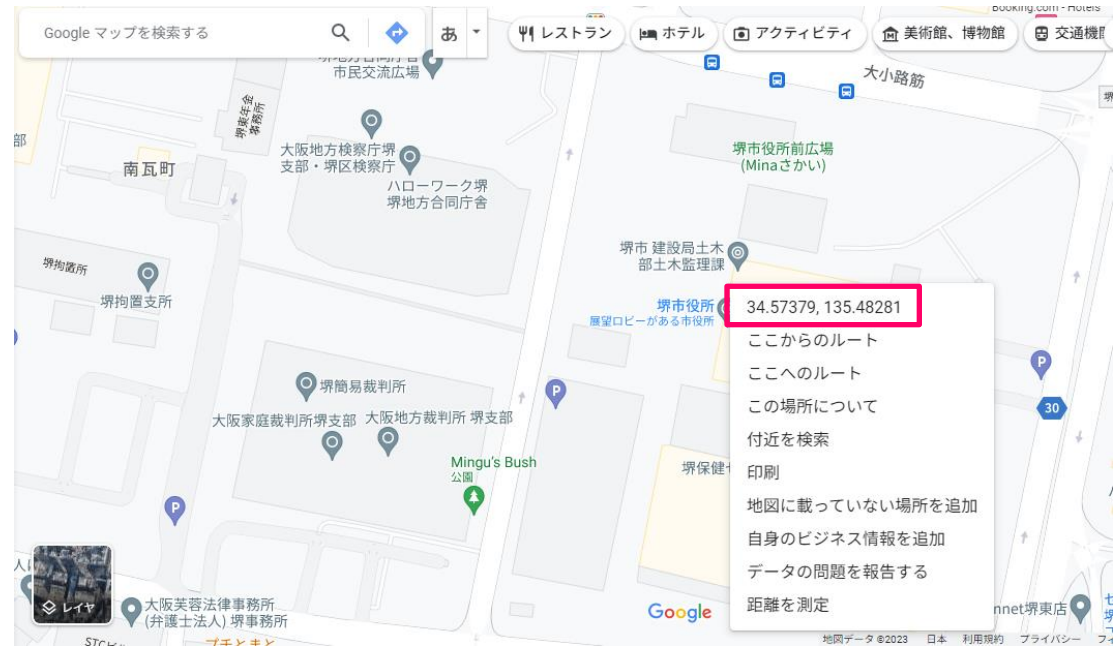 Booking.com - Hotels
Google マップを検索する
あ
レストラン
ホテル
アクティビティ
美術館、博物館
交通機関
市民交流広場
大小路筋
堺東年金
事務所
部
南瓦町
大阪地方検察庁堺
支部・堺区検察庁
ハローワーク堺
堺地方合同庁舎
堺市役所前広場
(Minaさかい)
堺市 建設局土木
部土木監理課
堺拘置所
堺拘置支所
堺市役所
展望ロビーがある市役所
34.57379, 135.48281
ここからのルート
ここへのルート
この場所について
付近を検索
印刷
地図に載っていない場所を追加
自身のビジネス情報を追加
データの問題を報告する
距離を測定
P
30
堺簡易裁判所
P
大阪家庭裁判所堺支部
大阪地方裁判所 堺支部
Mingu's Bush
公園
堺保健
P
レイヤ
大阪芙蓉法律事務所
(弁護士法人) 堺事務所
プチとまと
Google
nnet堺東店
地図データ ©2023
日本
利用規約
プライバシー